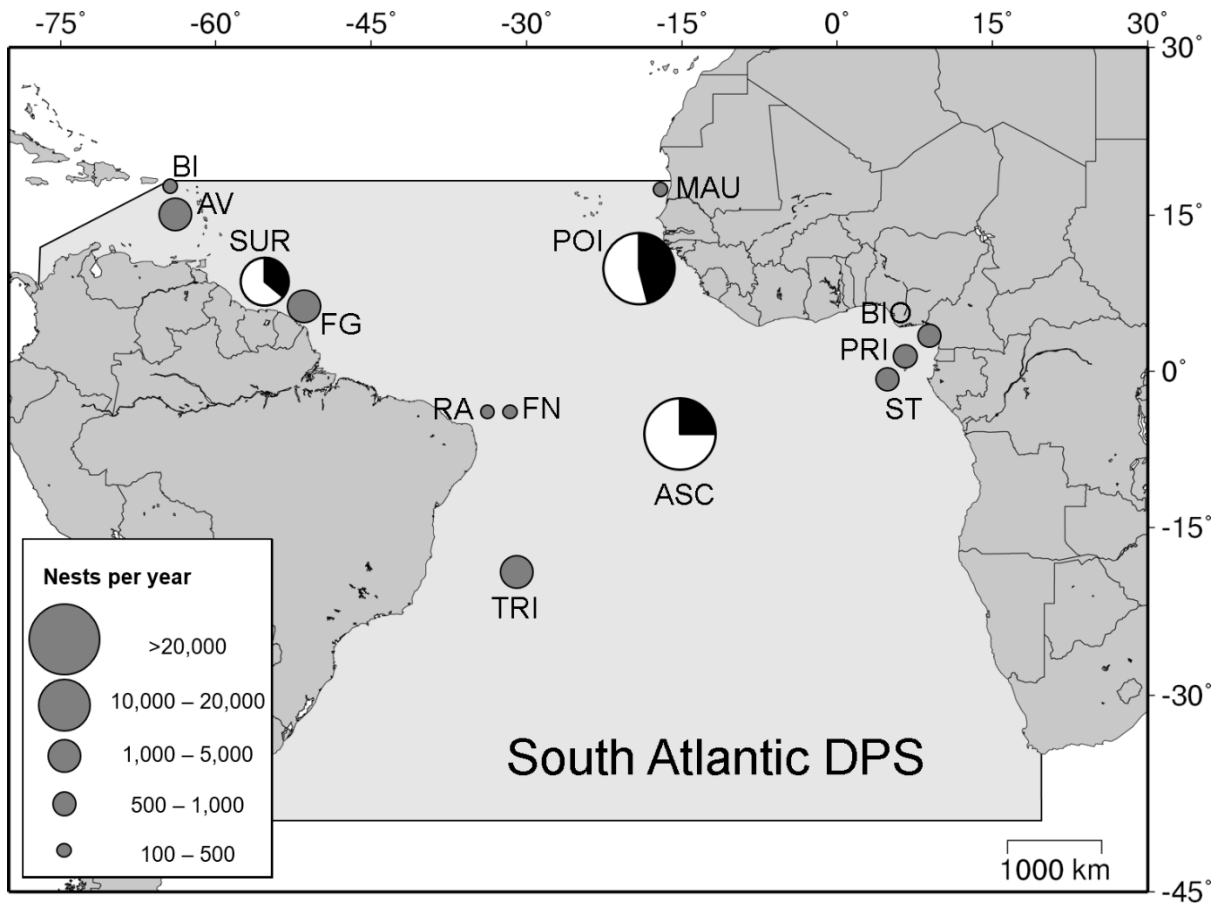 -75˚ -60˚ -45˚ -30˚ -15˚ 0˚ 15˚ 30˚
30˚
BI
MAU
AV
15˚
SUR
POI
FG
BIO
PRI
0˚
RA
FN
ST
ASC
-15˚
TRI
Nests per year
>20,000
10,000 – 20,000
1,000 – 5,000
500 – 1,000
100 – 500
-30˚
South Atlantic DPS
1000 km
-45˚